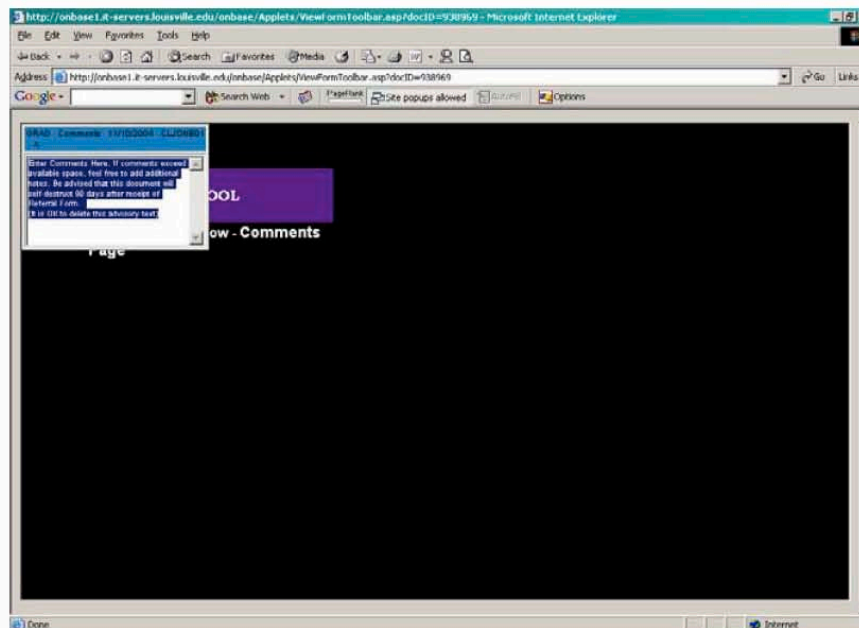 http://onbase1.it-servers.louisville.edu/onbase/Applets/ViewFormToolbar.asp?docID=938969 - Microsoft Internet Explorer
File Edit View Favorites Tools Help
Back Search Favorites Media
Address http://onbase1.it-servers.louisville.edu/onbase/Applets/ViewFormToolbar.asp?docID=938969 Go Links
Google Search Web PageRank Site popups allowed AutoFill Options
GRAD Comments 11/10/2004
Enter Comments Here. If comments exceed
available space, feel free to add additional
notes. Be advised that this document will
self destruct 90 days after receipt of
Referral Form.
(It is OK to delete this advisory text)
OOL
ow - Comments
Page
Done Internet